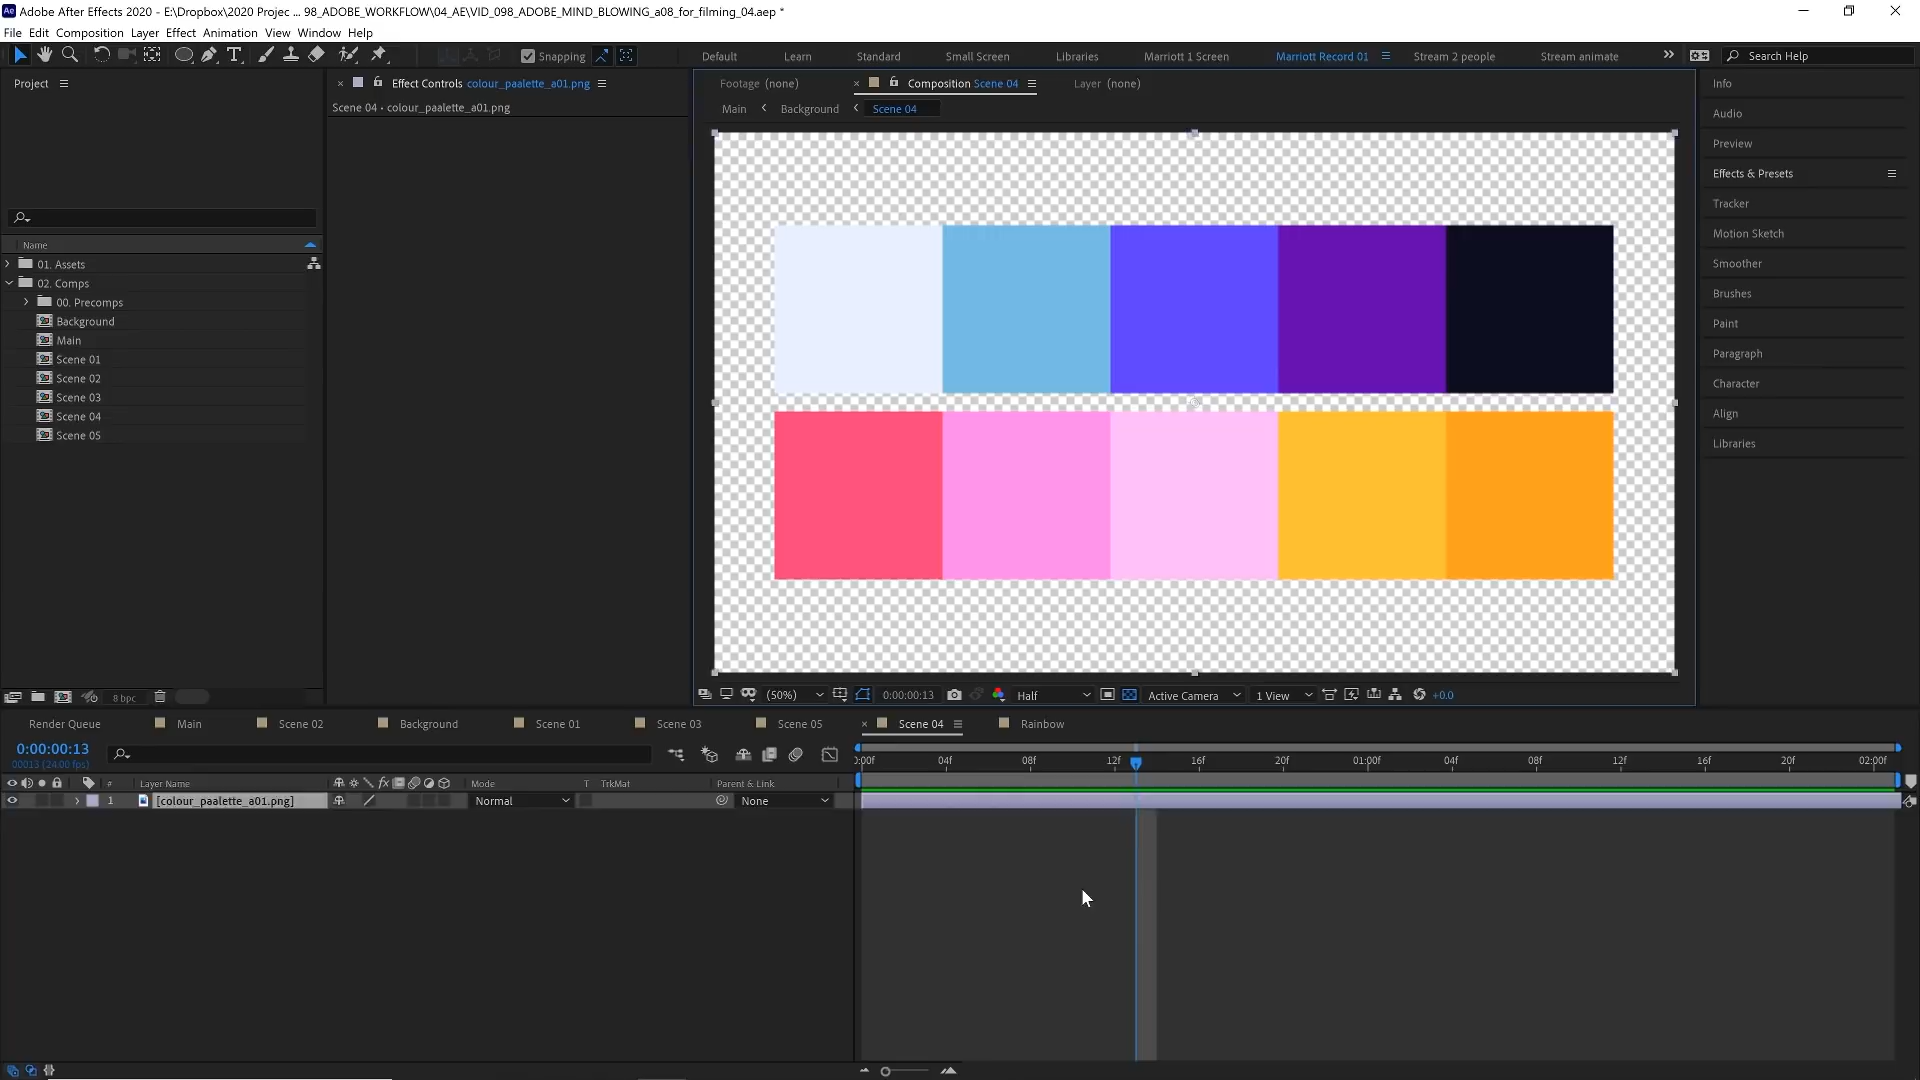 Adobe After Effects 2020 - E:\Dropbox\2020 Projec ... 98_ADOBE_WORKFLOW\04_AE\VID_098_ADOBE_MIND_BLOWING_a08_for_filming_04.aep *
File Edit Composition Layer Effect Animation View Window Help
Snapping Default Learn Standard Small Screen Libraries Marriott 1 Screen Marriott Record 01 Stream 2 people Stream animate Search Help
Project
Effect Controls colour_paalette_a01.png
Footage (none) Composition Scene 04 Layer (none)
Scene 04 • colour_paalette_a01.png
Main Background Scene 04
Info
Audio
Preview
Effects & Presets
Tracker
Motion Sketch
Smoother
Brushes
Paint
Paragraph
Character
Align
Libraries
Name
01. Assets
02. Comps
00. Precomps
Background
Main
Scene 01
Scene 02
Scene 03
Scene 04
Scene 05
8 bpc
(50%) 0:00:00:13 Half Active Camera 1 View +0.0
Render Queue Main Scene 02 Background Scene 01 Scene 03 Scene 05 Scene 04 Rainbow
0:00:00:13
00013 (24.00 fps)
04f 08f 12f 16f 20f 01:00f 04f 08f 12f 16f 20f 02:00f
# Layer Name Mode T TrkMat Parent & Link
1 [colour_paalette_a01.png] Normal None